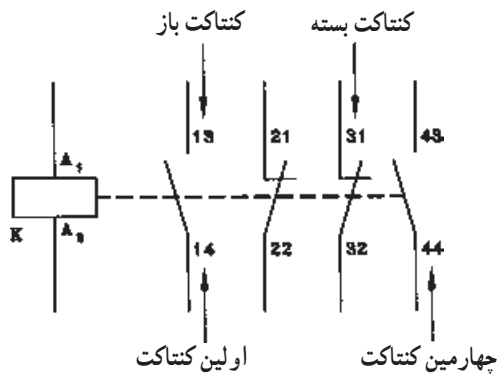 کنتاکت باز
کنتاکت بسته
13 21 31 43
A1
K A2
14 22 32 44
اولین کنتاکت
چهارمین کنتاکت